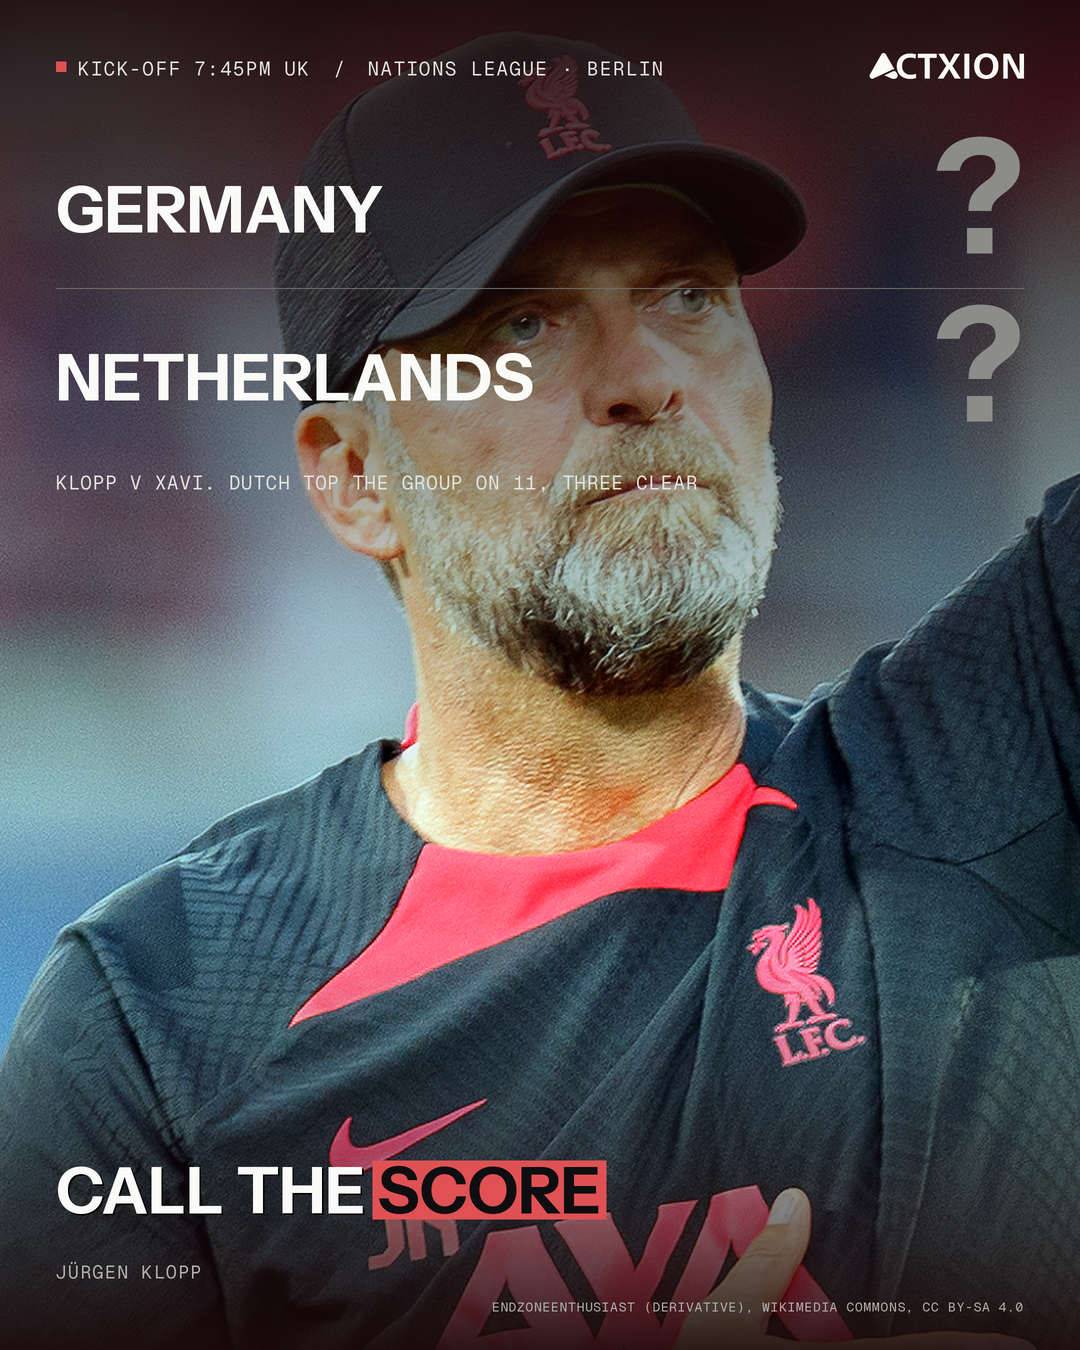 KICK-OFF 7:45PM UK / NATIONS LEAGUE · BERLIN
ACTXION
L.F.C.
GERMANY ?
NETHERLANDS ?
KLOPP V XAVI. DUTCH TOP THE GROUP ON 11, THREE CLEAR
L.F.C.
CALL THE SCORE
AXA
JÜRGEN KLOPP
ENDZONEENTHUSIAST (DERIVATIVE), WIKIMEDIA COMMONS, CC BY-SA 4.0